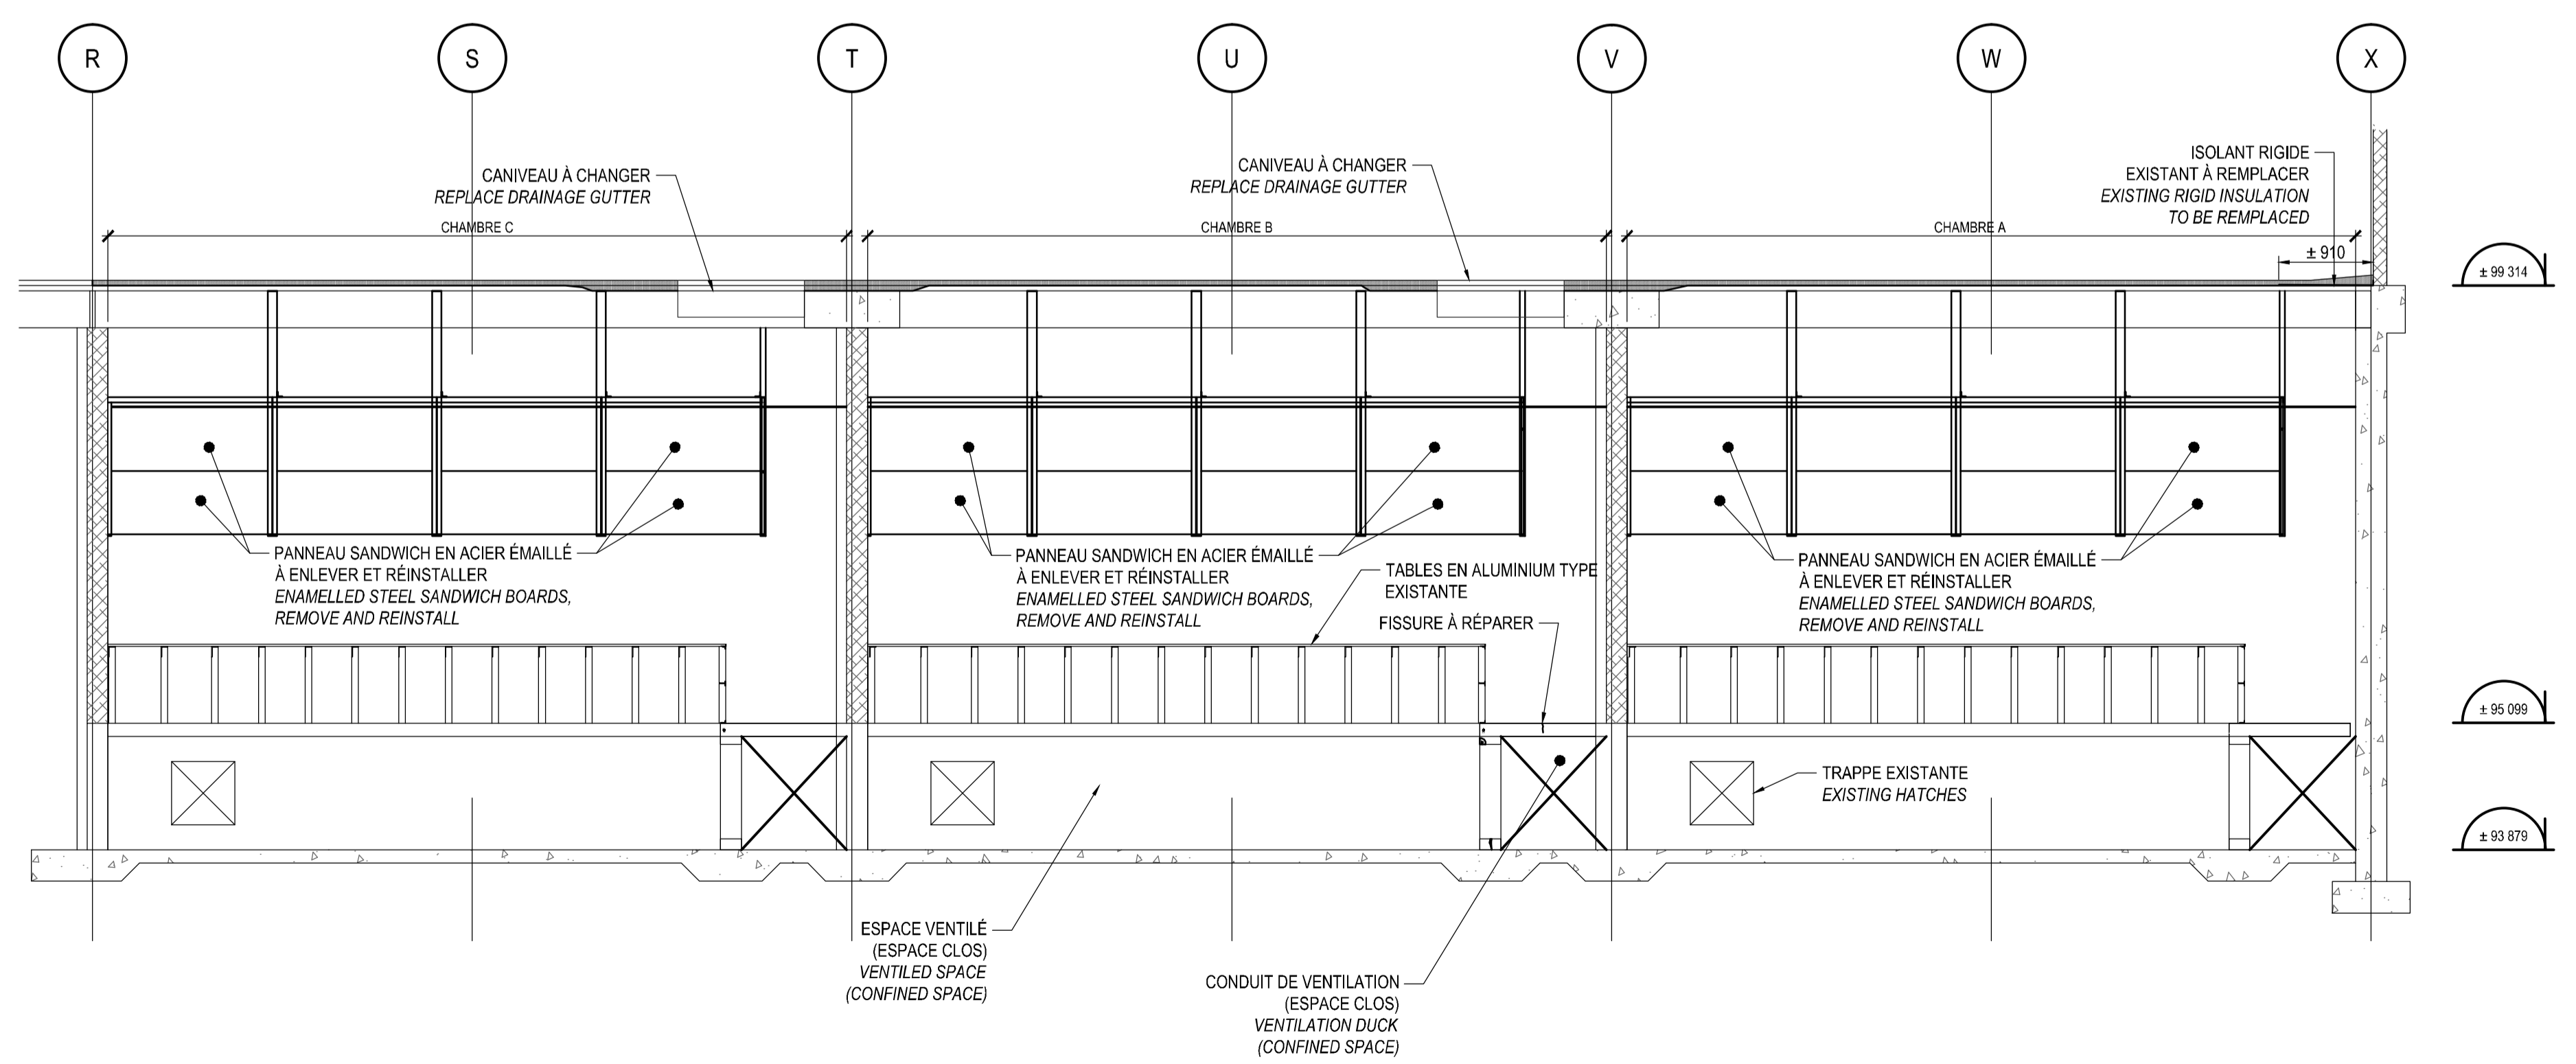 R
S
T
U
V
W
X
CANIVEAU À CHANGER
REPLACE DRAINAGE GUTTER
CANIVEAU À CHANGER
REPLACE DRAINAGE GUTTER
ISOLANT RIGIDE
EXISTANT À REMPLACER
EXISTING RIGID INSULATION
TO BE REMPLACED
CHAMBRE C
CHAMBRE B
CHAMBRE A
± 910
± 99 314
PANNEAU SANDWICH EN ACIER ÉMAILLÉ
À ENLEVER ET RÉINSTALLER
ENAMELLED STEEL SANDWICH BOARDS,
REMOVE AND REINSTALL
PANNEAU SANDWICH EN ACIER ÉMAILLÉ
À ENLEVER ET RÉINSTALLER
ENAMELLED STEEL SANDWICH BOARDS,
REMOVE AND REINSTALL
TABLES EN ALUMINIUM TYPE
EXISTANTE
FISSURE À RÉPARER
PANNEAU SANDWICH EN ACIER ÉMAILLÉ
À ENLEVER ET RÉINSTALLER
ENAMELLED STEEL SANDWICH BOARDS,
REMOVE AND REINSTALL
± 95 099
TRAPPE EXISTANTE
EXISTING HATCHES
± 93 879
ESPACE VENTILÉ
(ESPACE CLOS)
VENTILED SPACE
(CONFINED SPACE)
CONDUIT DE VENTILATION
(ESPACE CLOS)
VENTILATION DUCK
(CONFINED SPACE)